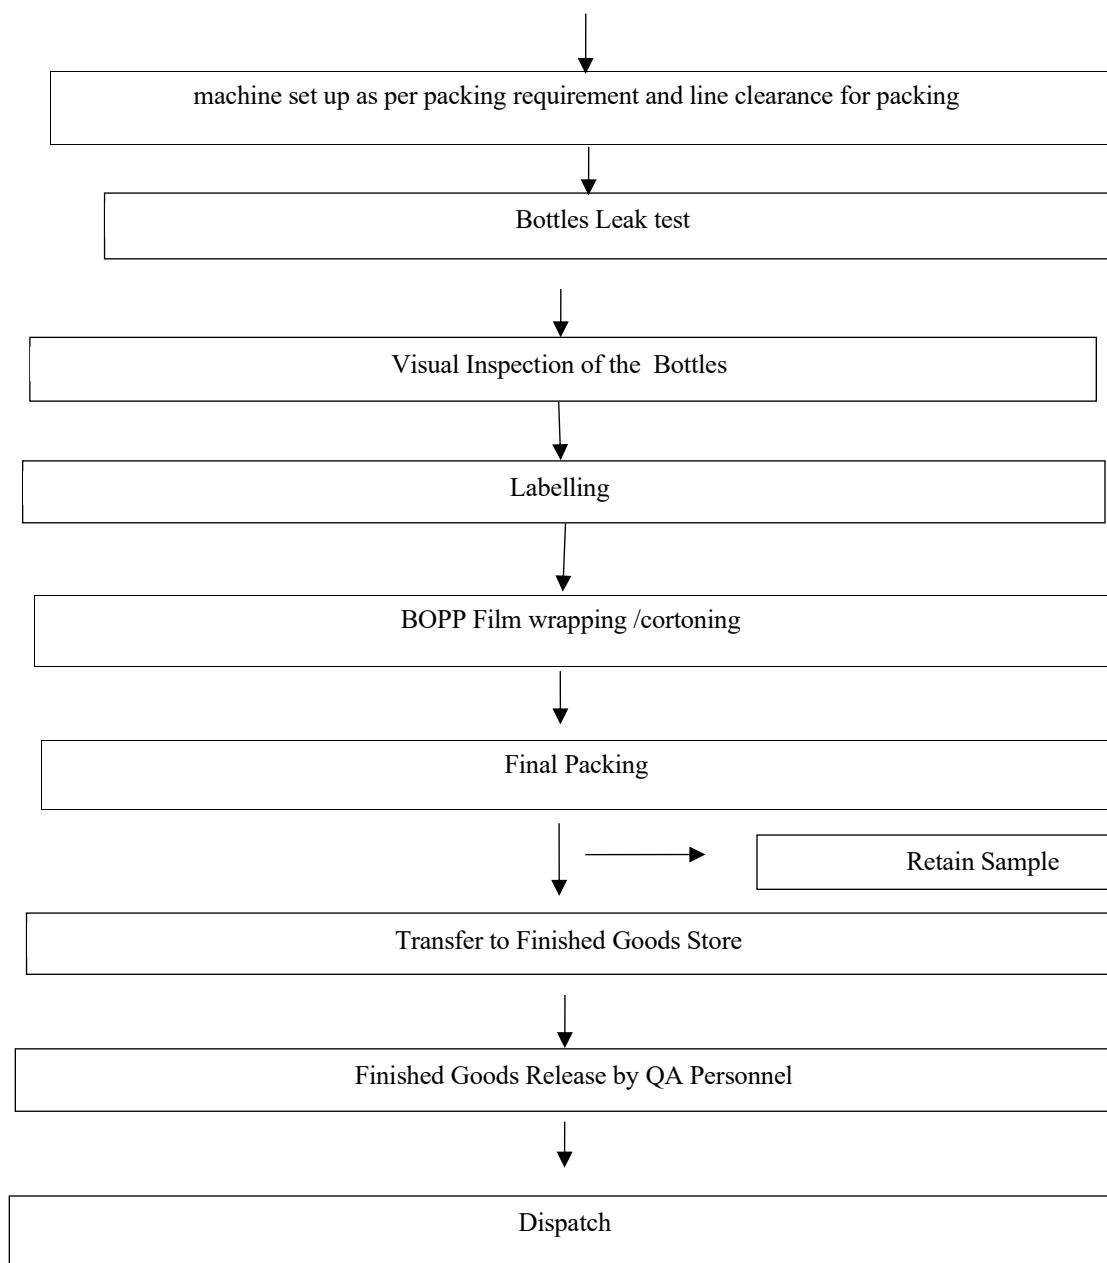 machine set up as per packing requirement and line clearance for packing
Bottles Leak test
Visual Inspection of the Bottles
Labelling
BOPP Film wrapping /cortoning
Final Packing
Retain Sample
Transfer to Finished Goods Store
Finished Goods Release by QA Personnel
Dispatch